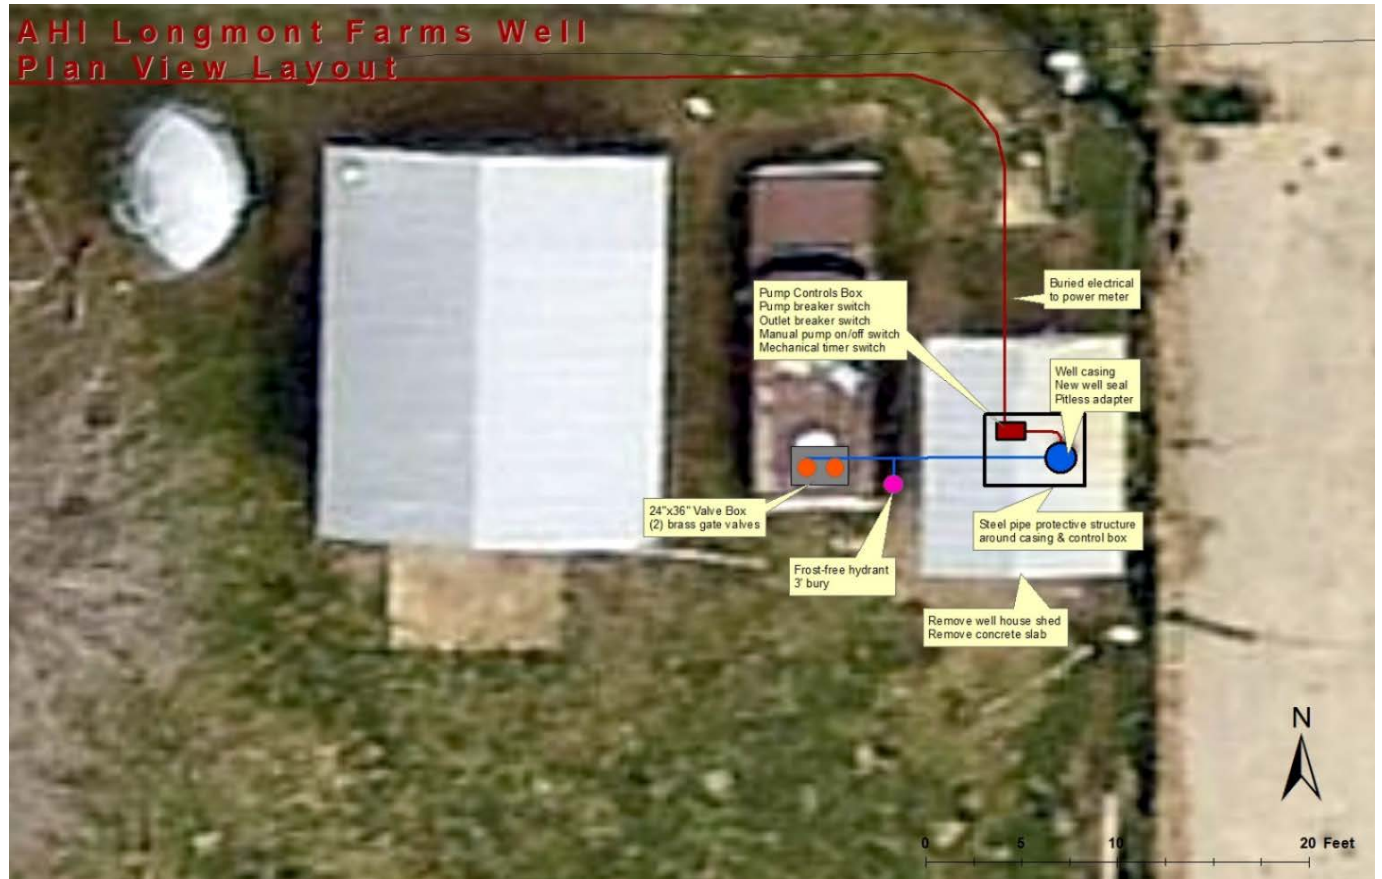 AHI Longmont Farms Well
Plan View Layout
Buried electrical
to power meter
Pump Controls Box
Pump breaker switch
Outlet breaker switch
Manual pump on/off switch
Mechanical timer switch
Well casing
New well seal
Pitless adapter
24"x36" Valve Box
(2) brass gate valves
Steel pipe protective structure
around casing & control box
Frost-free hydrant
3' bury
Remove well house shed
Remove concrete slab
N
0 5 10 20 Feet